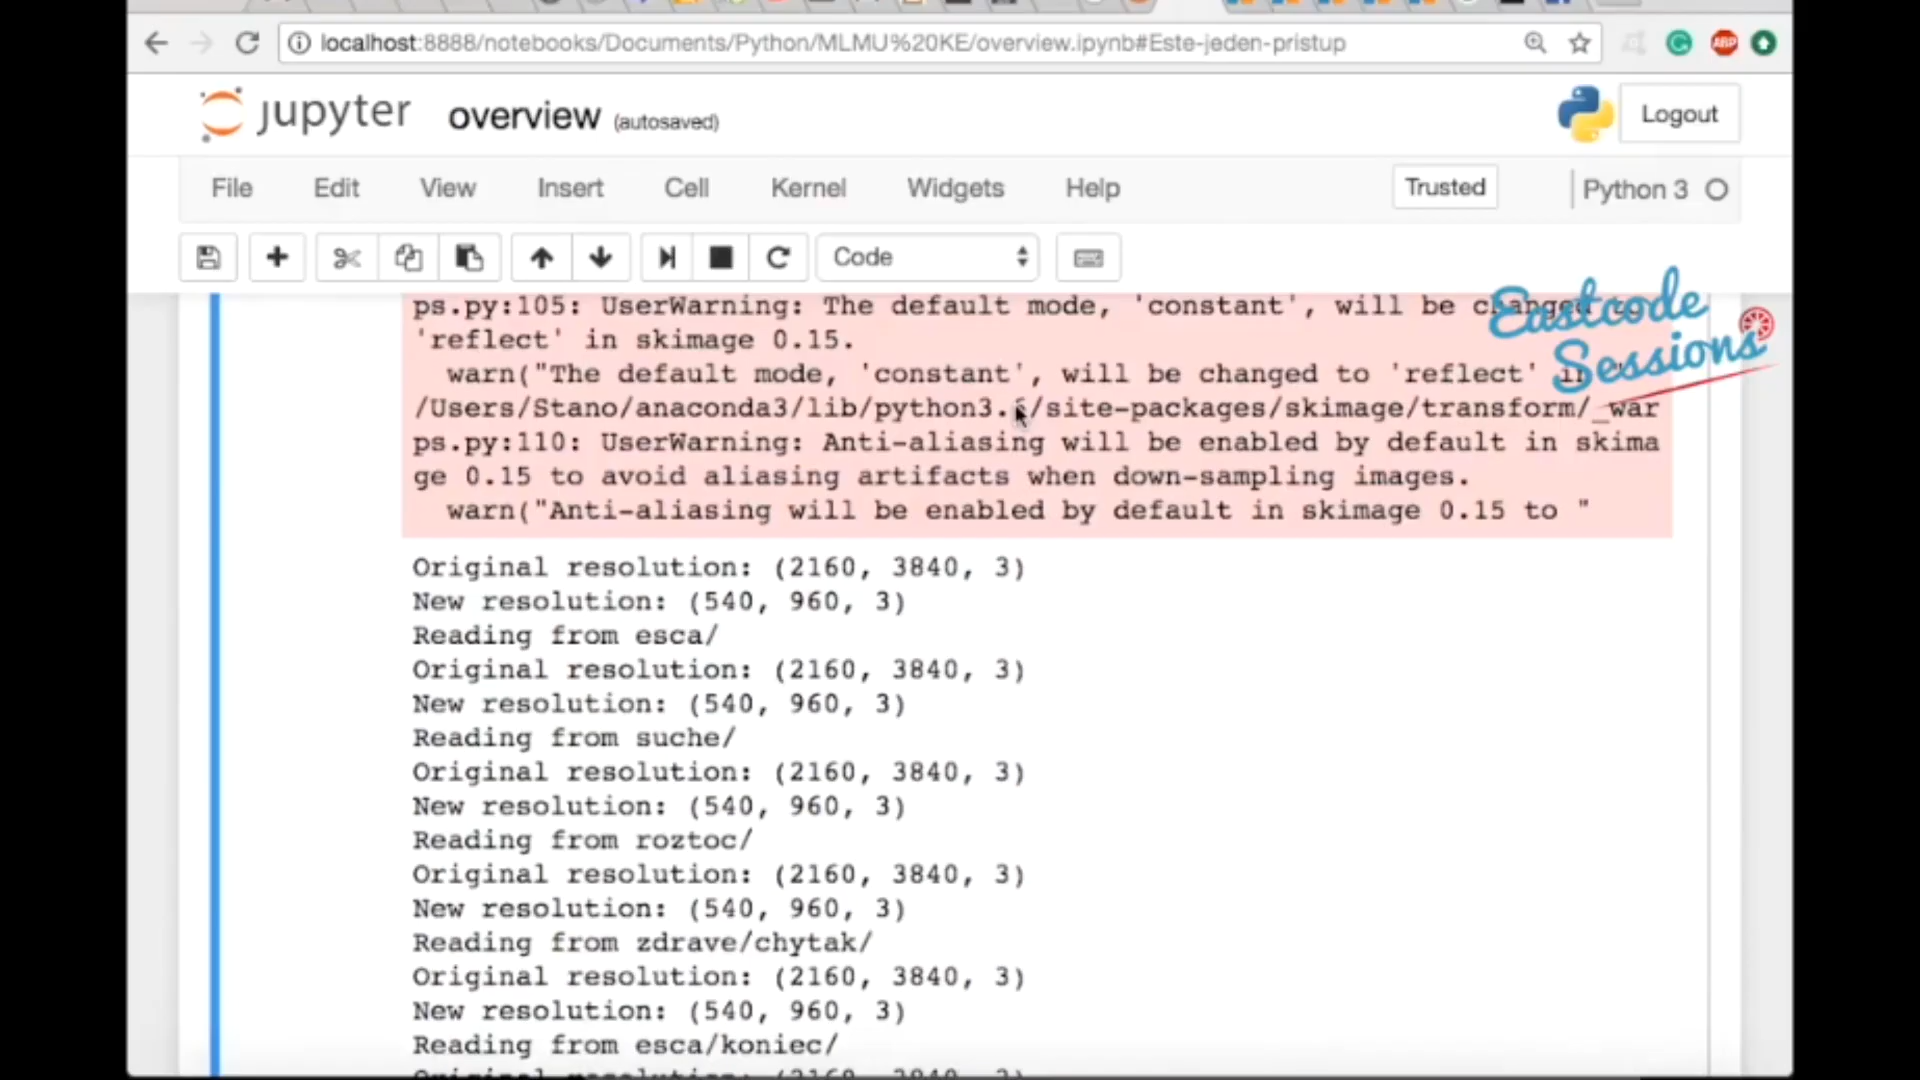 localhost:8888/notebooks/Documents/Python/MLMU%20KE/overview.ipynb#Este-jeden-pristup
ABP
jupyter overview (autosaved)
Logout
File Edit View Insert Cell Kernel Widgets Help Trusted Python 3
Code
Eastcode
Sessions
ps.py:105: UserWarning: The default mode, 'constant', will be changed to
'reflect' in skimage 0.15.
warn("The default mode, 'constant', will be changed to 'reflect' in "
/Users/Stano/anaconda3/lib/python3.6/site-packages/skimage/transform/_war
ps.py:110: UserWarning: Anti-aliasing will be enabled by default in skima
ge 0.15 to avoid aliasing artifacts when down-sampling images.
warn("Anti-aliasing will be enabled by default in skimage 0.15 to "
Original resolution: (2160, 3840, 3)
New resolution: (540, 960, 3)
Reading from esca/
Original resolution: (2160, 3840, 3)
New resolution: (540, 960, 3)
Reading from suche/
Original resolution: (2160, 3840, 3)
New resolution: (540, 960, 3)
Reading from roztoc/
Original resolution: (2160, 3840, 3)
New resolution: (540, 960, 3)
Reading from zdrave/chytak/
Original resolution: (2160, 3840, 3)
New resolution: (540, 960, 3)
Reading from esca/koniec/
Original resolution: (2160, 3840, 3)